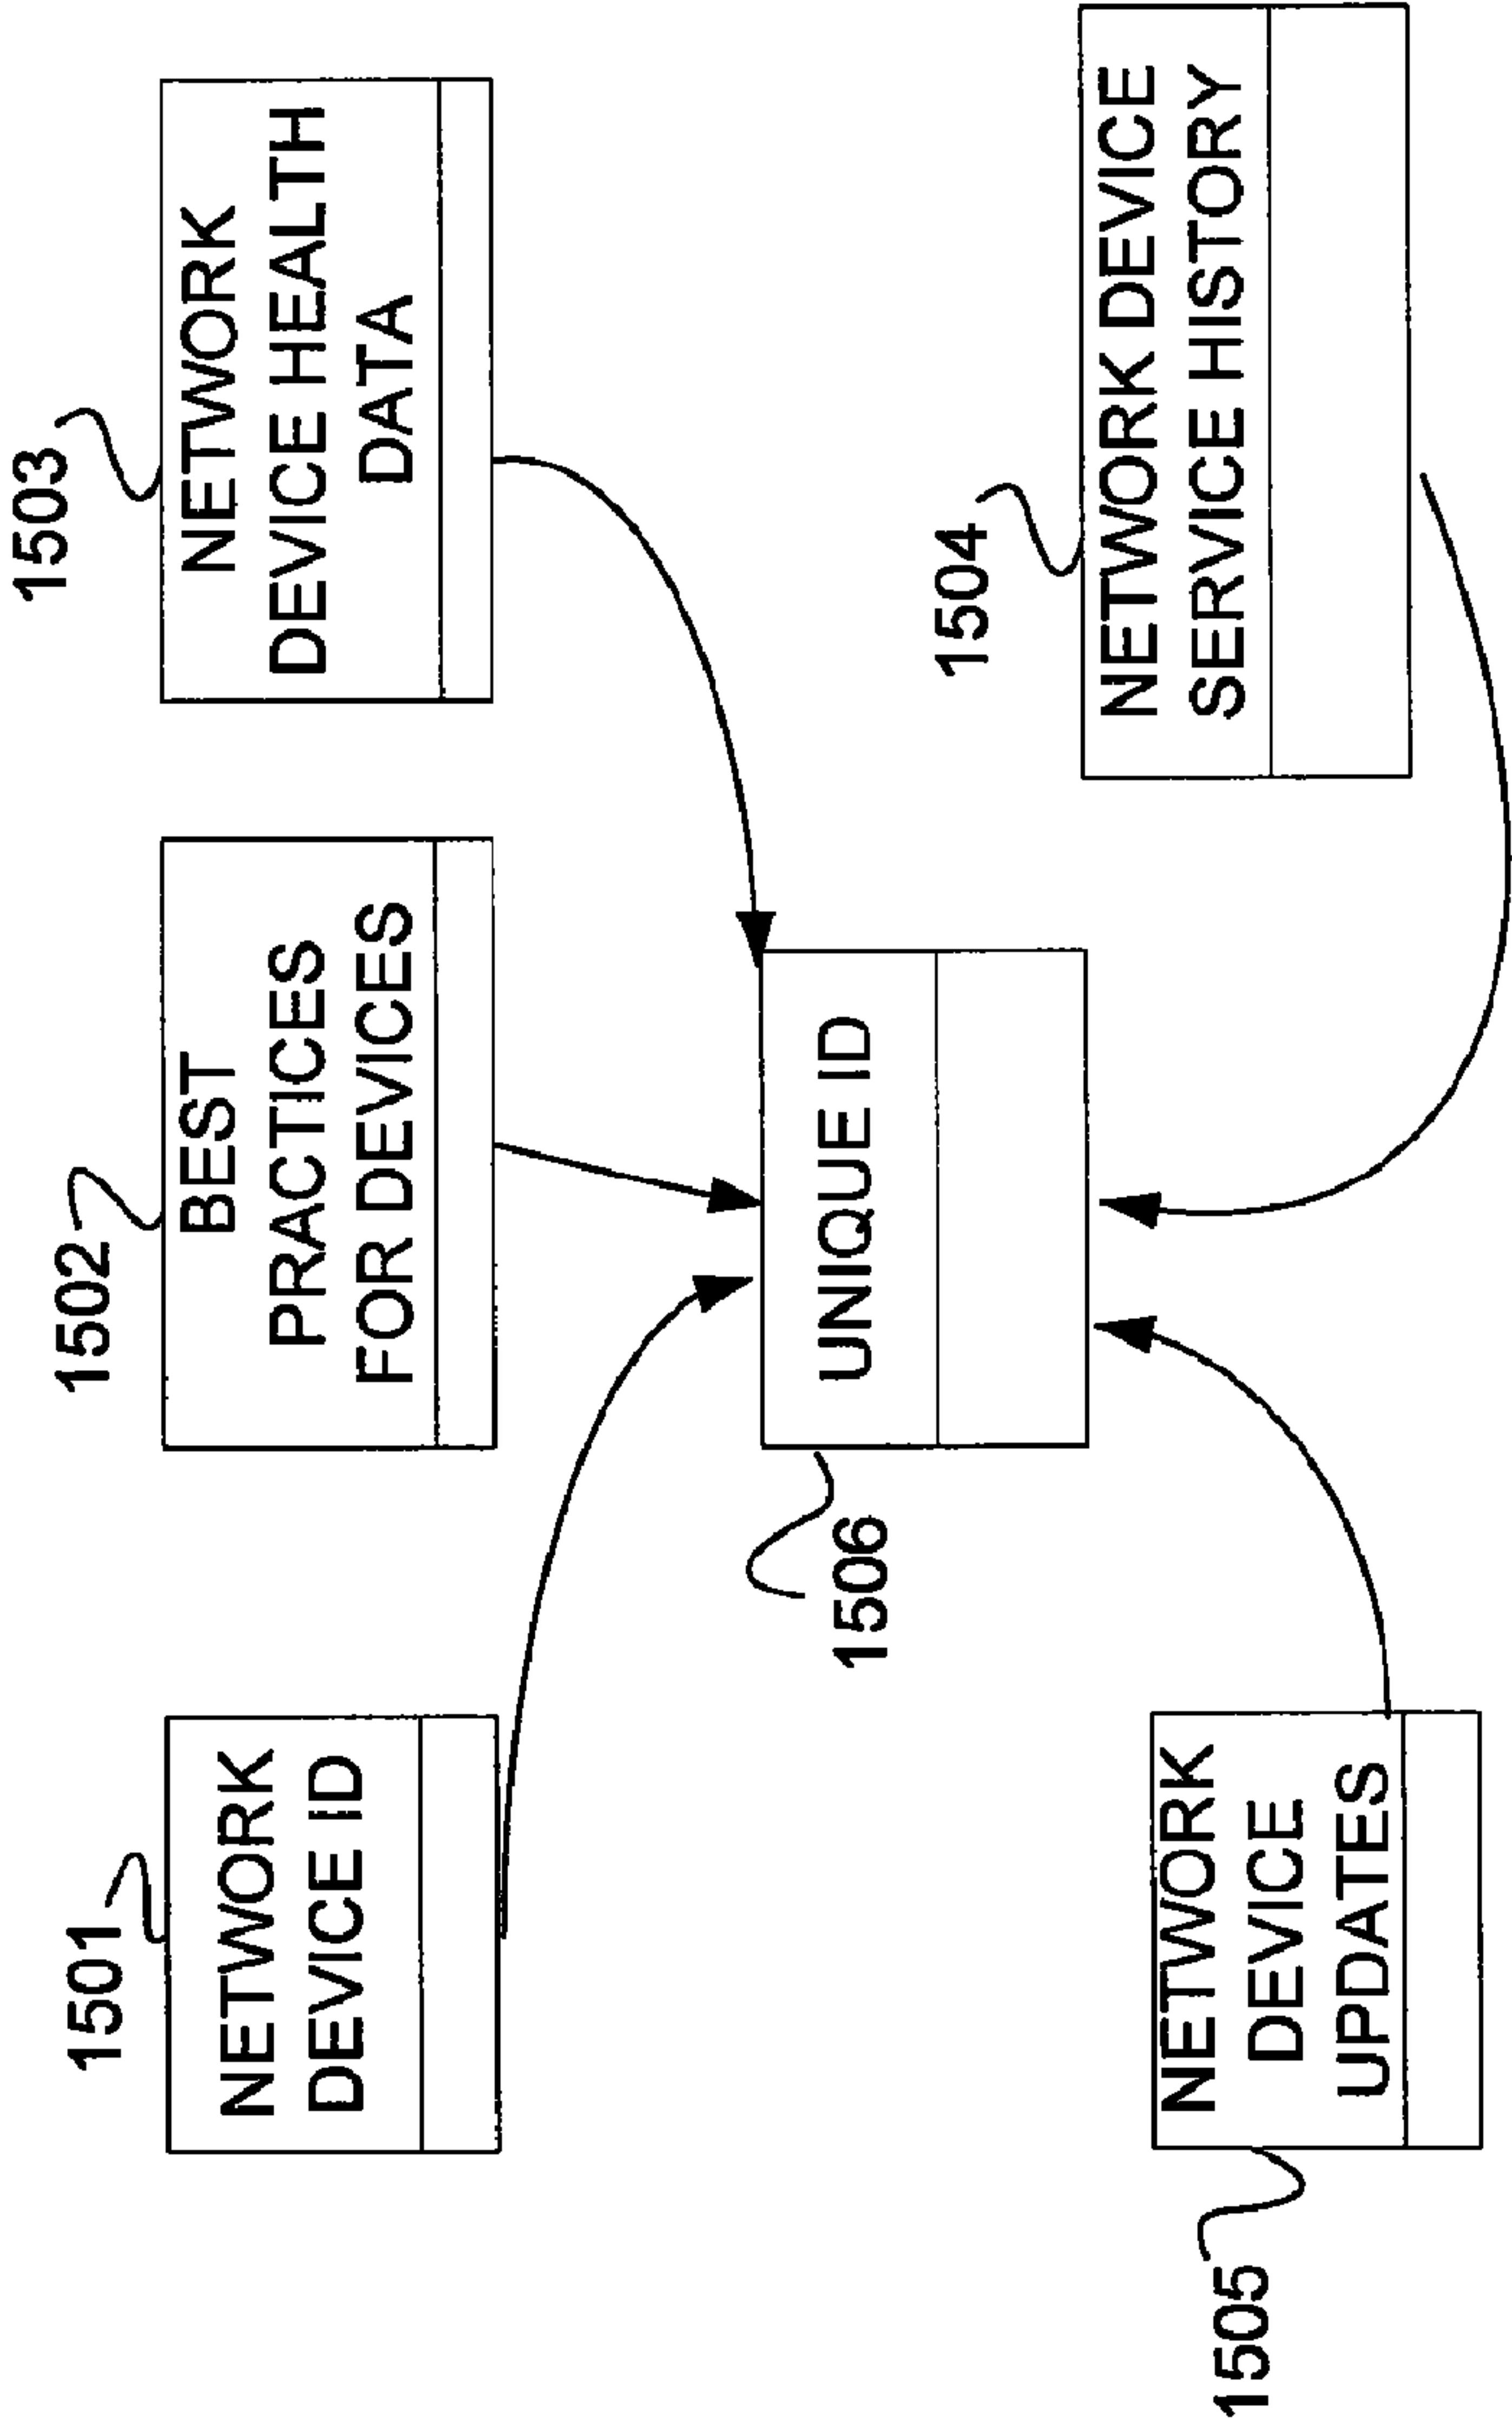 1501
NETWORK
DEVICE ID
1502
BEST
PRACTICES
FOR DEVICES
1503
NETWORK
DEVICE HEALTH
DATA
1506
UNIQUE ID
1504
NETWORK DEVICE
SERVICE HISTORY
1505
NETWORK
DEVICE
UPDATES